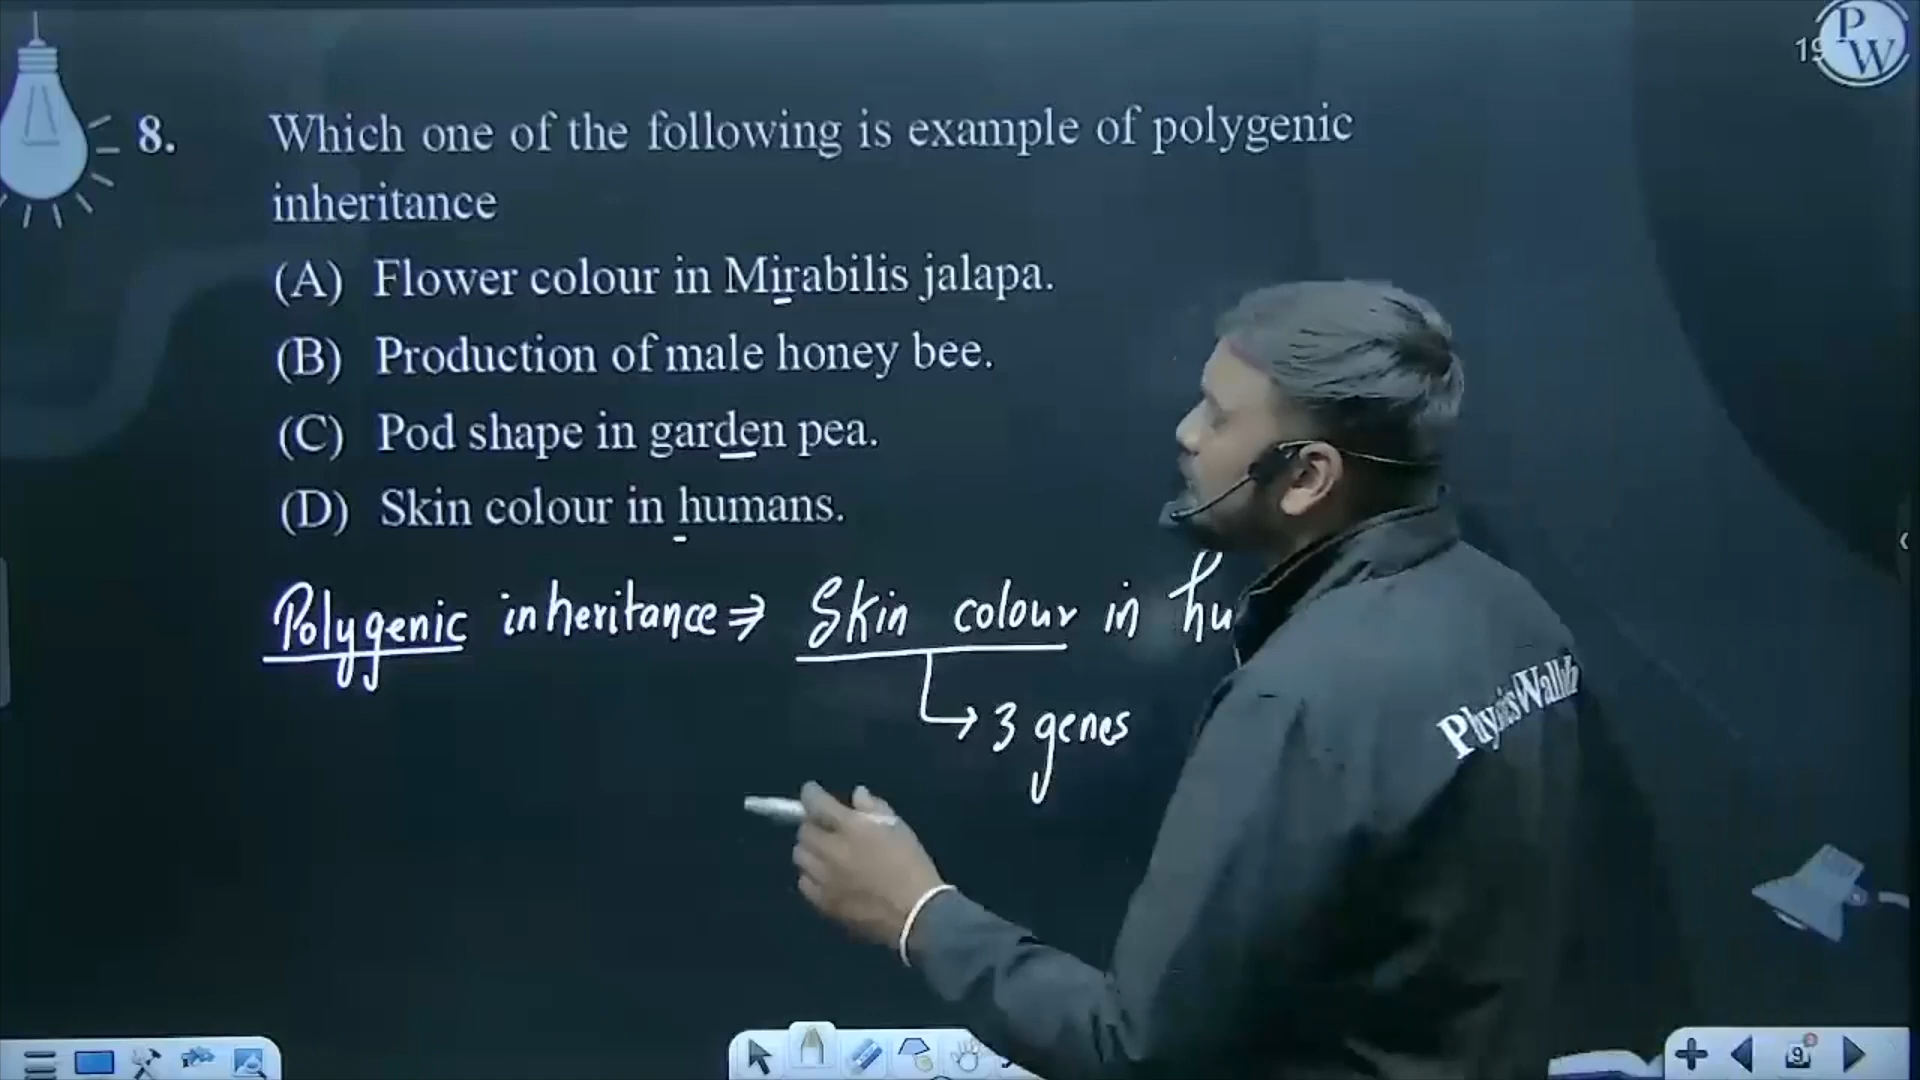 PW
8. Which one of the following is example of polygenic
inheritance
(A) Flower colour in Mirabilis jalapa.
(B) Production of male honey bee.
(C) Pod shape in garden pea.
(D) Skin colour in humans.
Polygenic inheritance ⇒ Skin colour in hu
→ 3 genes
PhysicsWallah
9